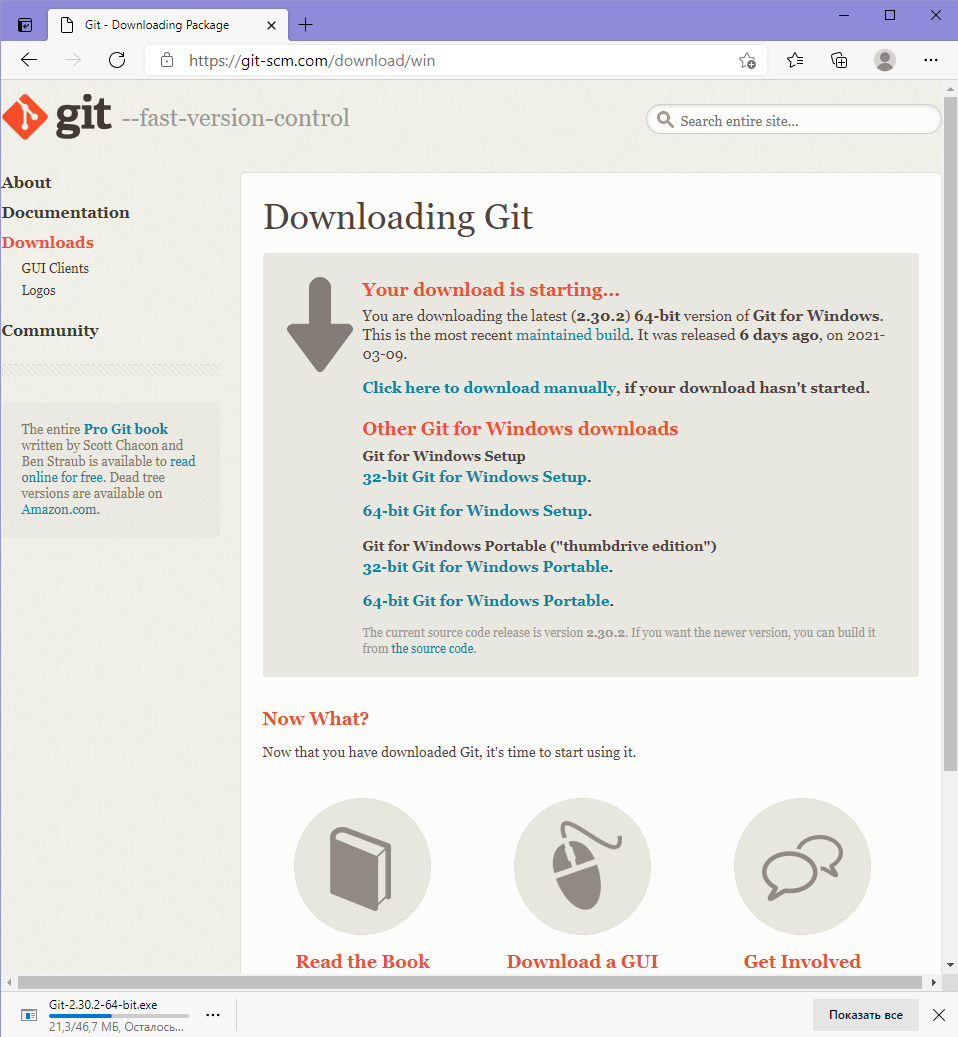 Git - Downloading Package
https://git-scm.com/download/win
git --fast-version-control
Search entire site...
About
Documentation
Downloads
GUI Clients
Logos
Community
The entire Pro Git book
written by Scott Chacon and
Ben Straub is available to read
online for free. Dead tree
versions are available on
Amazon.com.
Downloading Git
Your download is starting...
You are downloading the latest (2.30.2) 64-bit version of Git for Windows.
This is the most recent maintained build. It was released 6 days ago, on 2021-
03-09.
Click here to download manually, if your download hasn't started.
Other Git for Windows downloads
Git for Windows Setup
32-bit Git for Windows Setup.
64-bit Git for Windows Setup.
Git for Windows Portable ("thumbdrive edition")
32-bit Git for Windows Portable.
64-bit Git for Windows Portable.
The current source code release is version 2.30.2. If you want the newer version, you can build it
from the source code.
Now What?
Now that you have downloaded Git, it's time to start using it.
Read the Book
Download a GUI
Get Involved
Git-2.30.2-64-bit.exe
21,3/46,7 МБ, Осталось...
Показать все